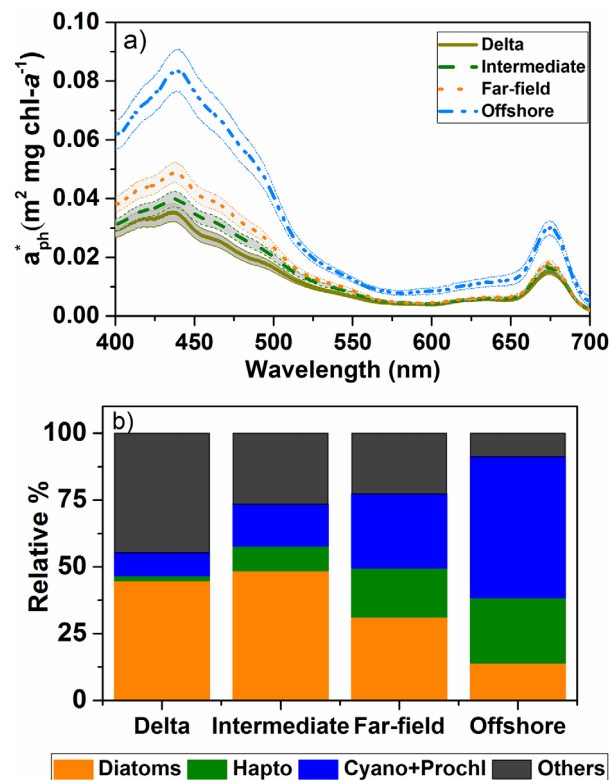 a)
Delta
Intermediate
Far-field
Offshore
0.10
0.08
0.06
0.04
0.02
0.00
a*ph(m2 mg chl-a-1)
400 450 500 550 600 650 700
Wavelength (nm)
b)
100
75
50
25
0
Relative %
Delta Intermediate Far-field Offshore
Diatoms Hapto Cyano+Prochl Others